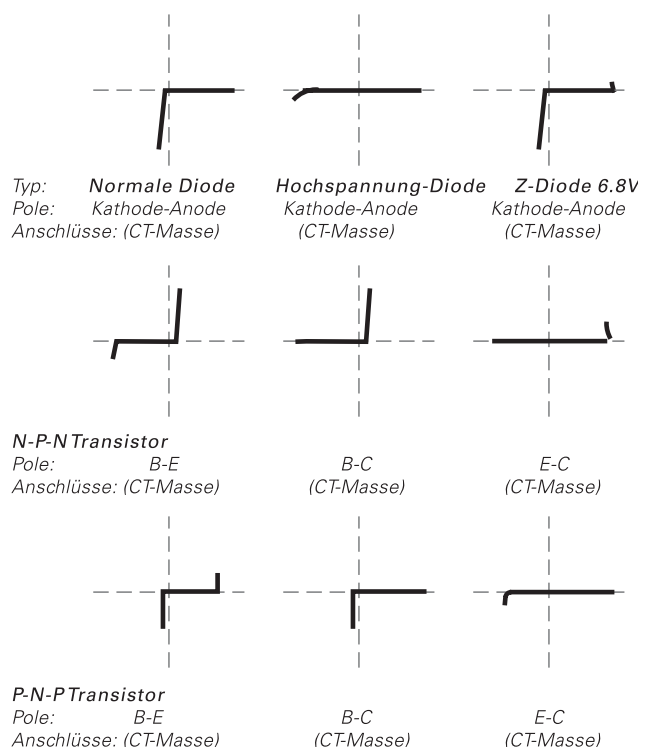 Typ: Normale Diode Hochspannung-Diode Z-Diode 6.8V
Pole: Kathode-Anode Kathode-Anode Kathode-Anode
Anschlüsse: (CT-Masse) (CT-Masse) (CT-Masse)
N-P-N Transistor
Pole: B-E B-C E-C
Anschlüsse: (CT-Masse) (CT-Masse) (CT-Masse)
P-N-P Transistor
Pole: B-E B-C E-C
Anschlüsse: (CT-Masse) (CT-Masse) (CT-Masse)